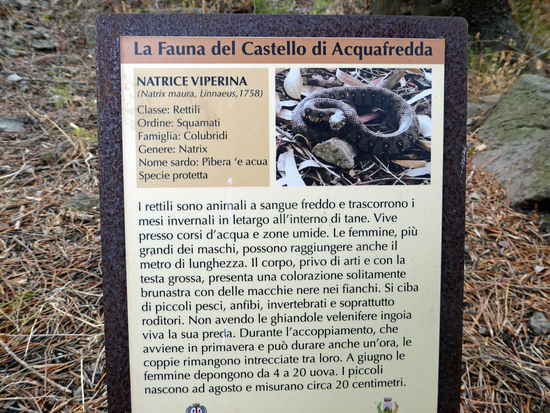 La Fauna del Castello di Acquafredda
NATRICE VIPERINA
(Natrix maura, Linnaeus,1758)
Classe: Rettili
Ordine: Squamati
Famiglia: Colubridi
Genere: Natrix
Nome sardo: Pìbera 'e acua
Specie protetta
I rettili sono animali a sangue freddo e trascorrono i
mesi invernali in letargo all'interno di tane. Vive
presso corsi d'acqua e zone umide. Le femmine, più
grandi dei maschi, possono raggiungere anche il
metro di lunghezza. Il corpo, privo di arti e con la
testa grossa, presenta una colorazione solitamente
brunastra con delle macchie nere nei fianchi. Si ciba
di piccoli pesci, anfibi, invertebrati e soprattutto
roditori. Non avendo le ghiandole velenifere ingoia
viva la sua preda. Durante l'accoppiamento, che
avviene in primavera e può durare anche un'ora, le
coppie rimangono intrecciate tra loro. A giugno le
femmine depongono da 4 a 20 uova. I piccoli
nascono ad agosto e misurano circa 20 centimetri.